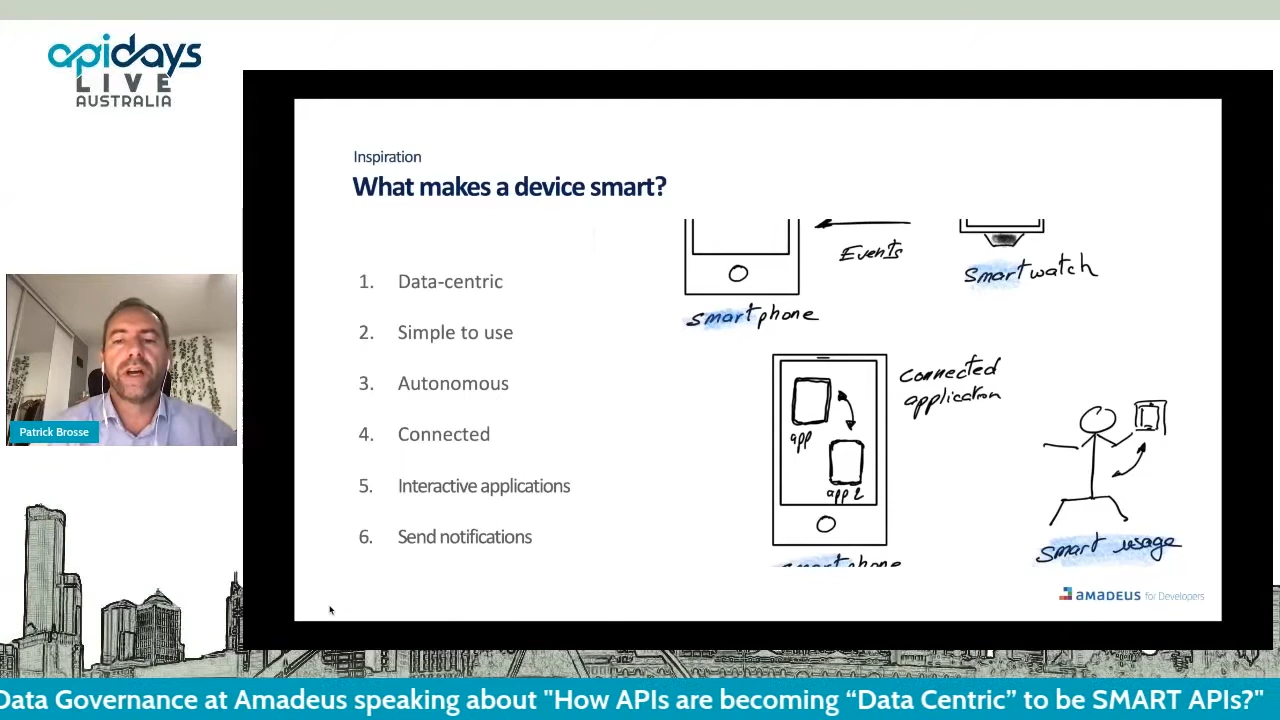 apidays
LIVE
AUSTRALIA
Inspiration
What makes a device smart?
1. Data-centric
2. Simple to use
3. Autonomous
4. Connected
5. Interactive applications
6. Send notifications
Events
smartphone
smartwatch
connected
application
app
app 2
smartphone
smart usage
amadeus for Developers
Patrick Brosse
Data Governance at Amadeus speaking about "How APIs are becoming “Data Centric” to be SMART APIs?"